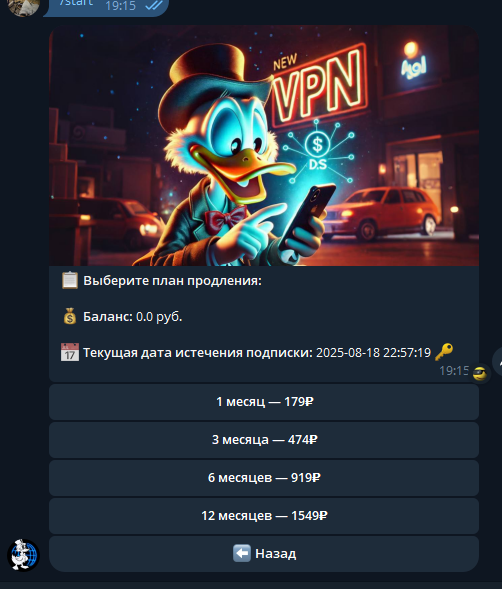 /start
19:15
NEW
VPN
$
D.S
Выберите план продления:
Баланс: 0.0 руб.
17 Текущая дата истечения подписки: 2025-08-18 22:57:19
19:15
1 месяц — 179₽
3 месяца — 474₽
6 месяцев — 919₽
12 месяцев — 1549₽
Назад